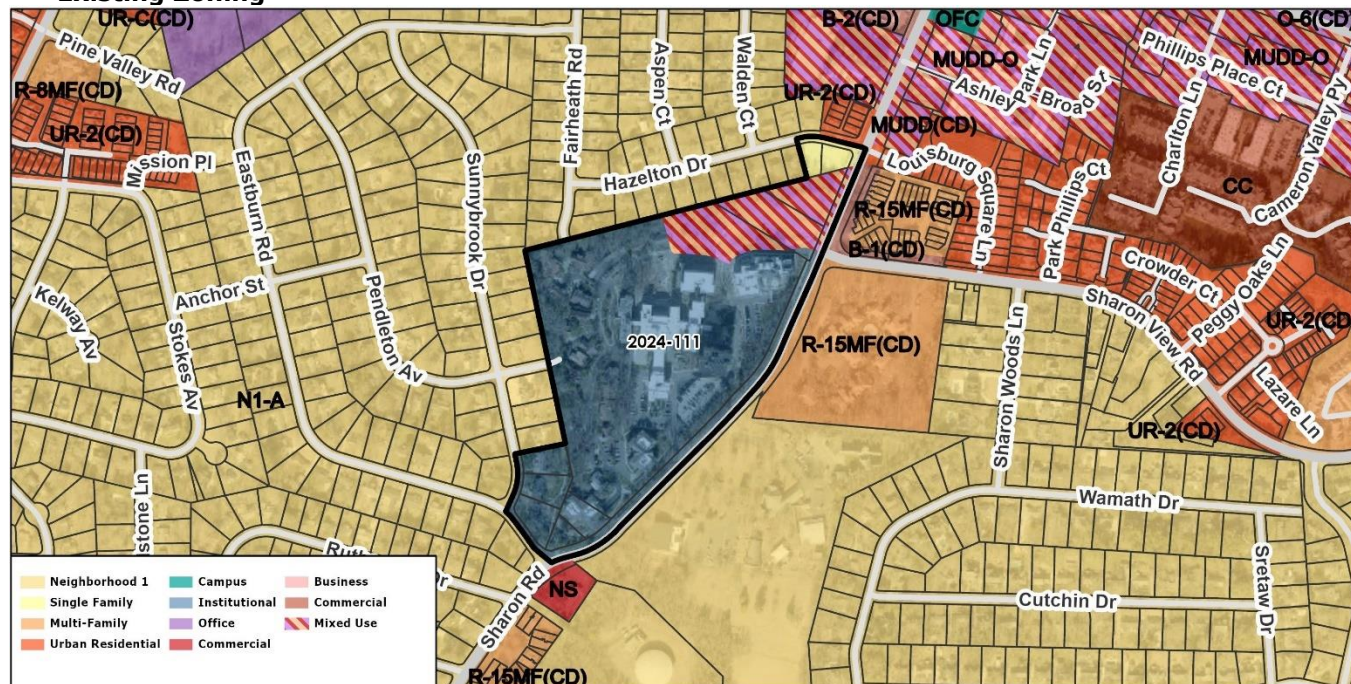 Existing Zoning
UR-C(CD)
B-2(CD)
OFC
O-6(CD)
Pine Valley Rd
Fairheath Rd
Aspen Ct
Walden Ct
MUDD-O
Ashley Park Ln
Broad St
Phillips Place Ct
MUDD-O
R-8MF(CD)
UR-2(CD)
UR-2(CD)
MUDD(CD)
Charlton Ln
Cameron Valley Py
Mission Pl
Eastburn Rd
Sunnybrook Dr
Hazelton Dr
Louisburg Square Ln
Park Phillips Ct
CC
R-15MF(CD)
B-1(CD)
Crowder Ct
Peggy Oaks Ln
Anchor St
Pendleton Av
Kelway Av
Stokes Av
2024-111
R-15MF(CD)
Sharon Woods Ln
Sharon View Rd
UR-2(CD
Lazare Ln
N1-A
UR-2(CD)
Wamath Dr
stone Ln
Sharon Rd
NS
Cutchin Dr
Sretaw Dr
R-15MF(CD)
Neighborhood 1
Single Family
Multi-Family
Urban Residential
Campus
Institutional
Office
Commercial
Business
Commercial
Mixed Use